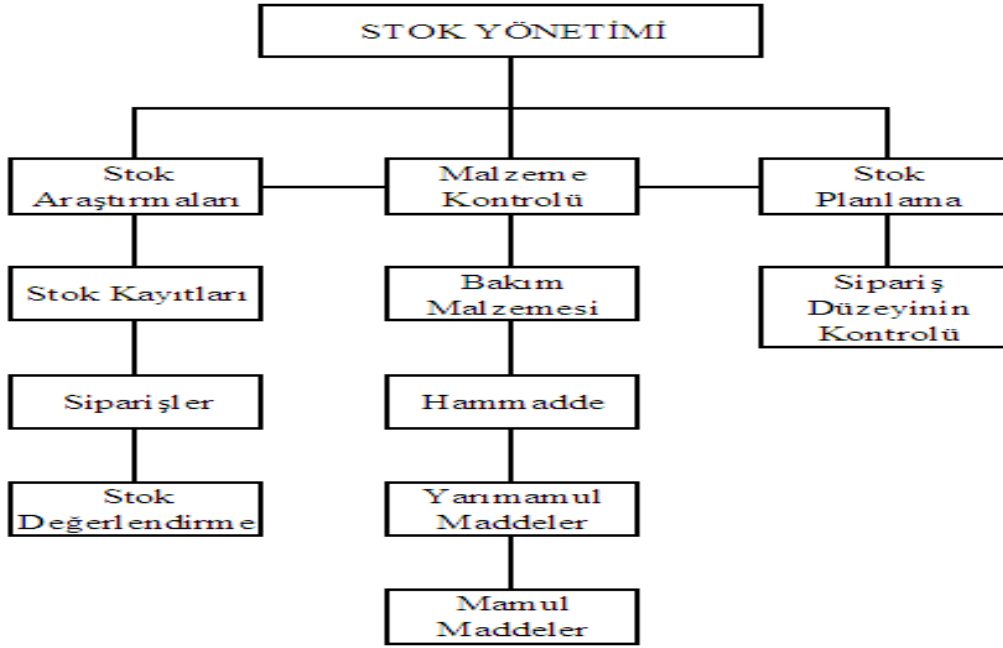 STOK YÖNETİMİ
Stok
Araştırmaları
Malzeme
Kontrolü
Stok
Planlama
Stok Kayıtları
Bakım
Malzemesi
Sipariş
Düzeyinin
Kontrolü
Siparişler
Hammadde
Stok
Değerlendirme
Yarımamul
Maddeler
Mamul
Maddeler